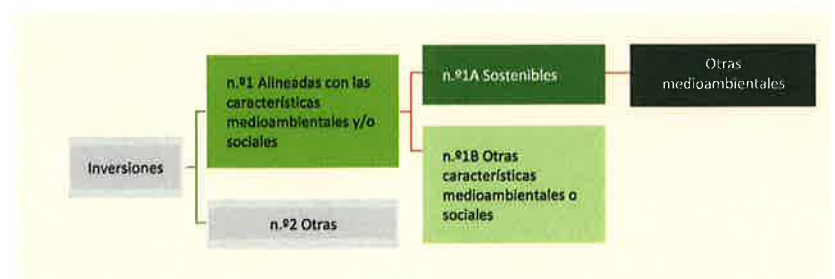 Inversiones
n.º1 Alineadas con las
características
medioambientales y/o
sociales
n.º2 Otras
n.º1A Sostenibles
n.º1B Otras
características
medioambientales o
sociales
Otras
medioambientales